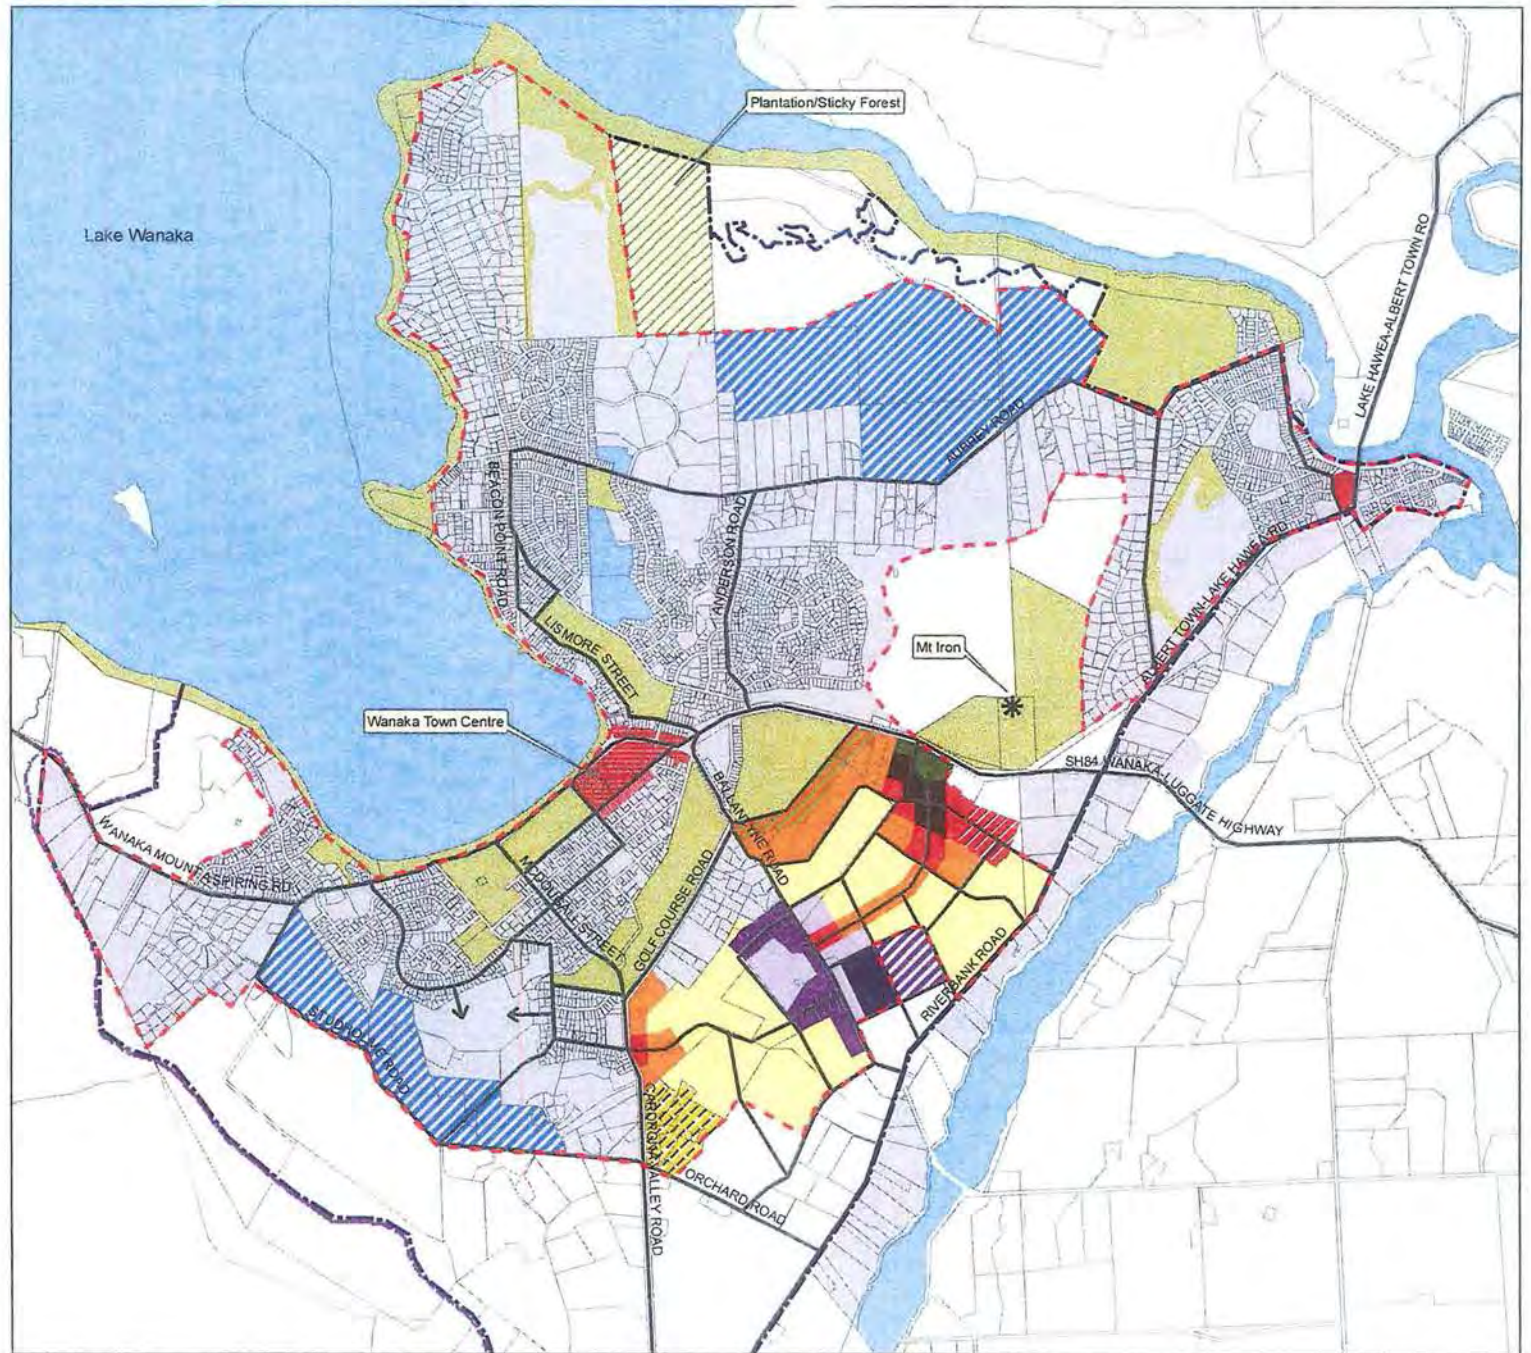 Plantation/Sticky Forest
Lake Wanaka
LAKE HAWEA-ALBERT TOWN RO
AUBREY ROAD
BEACON POINT ROAD
ANDERSON ROAD
ALBERT TOWN-LAKE HAWEA RD
LISMORE STREET
Mt Iron
Wanaka Town Centre
SH84 WANAKA-LUGGATE HIGHWAY
BALLANTYNE ROAD
WANAKA MOUNT ASPIRING RD
MCDOUGALL STREET
GOLF COURSE ROAD
RIVERBANK ROAD
STUDHOLME ROAD
CARDRONA VALLEY ROAD
ORCHARD ROAD